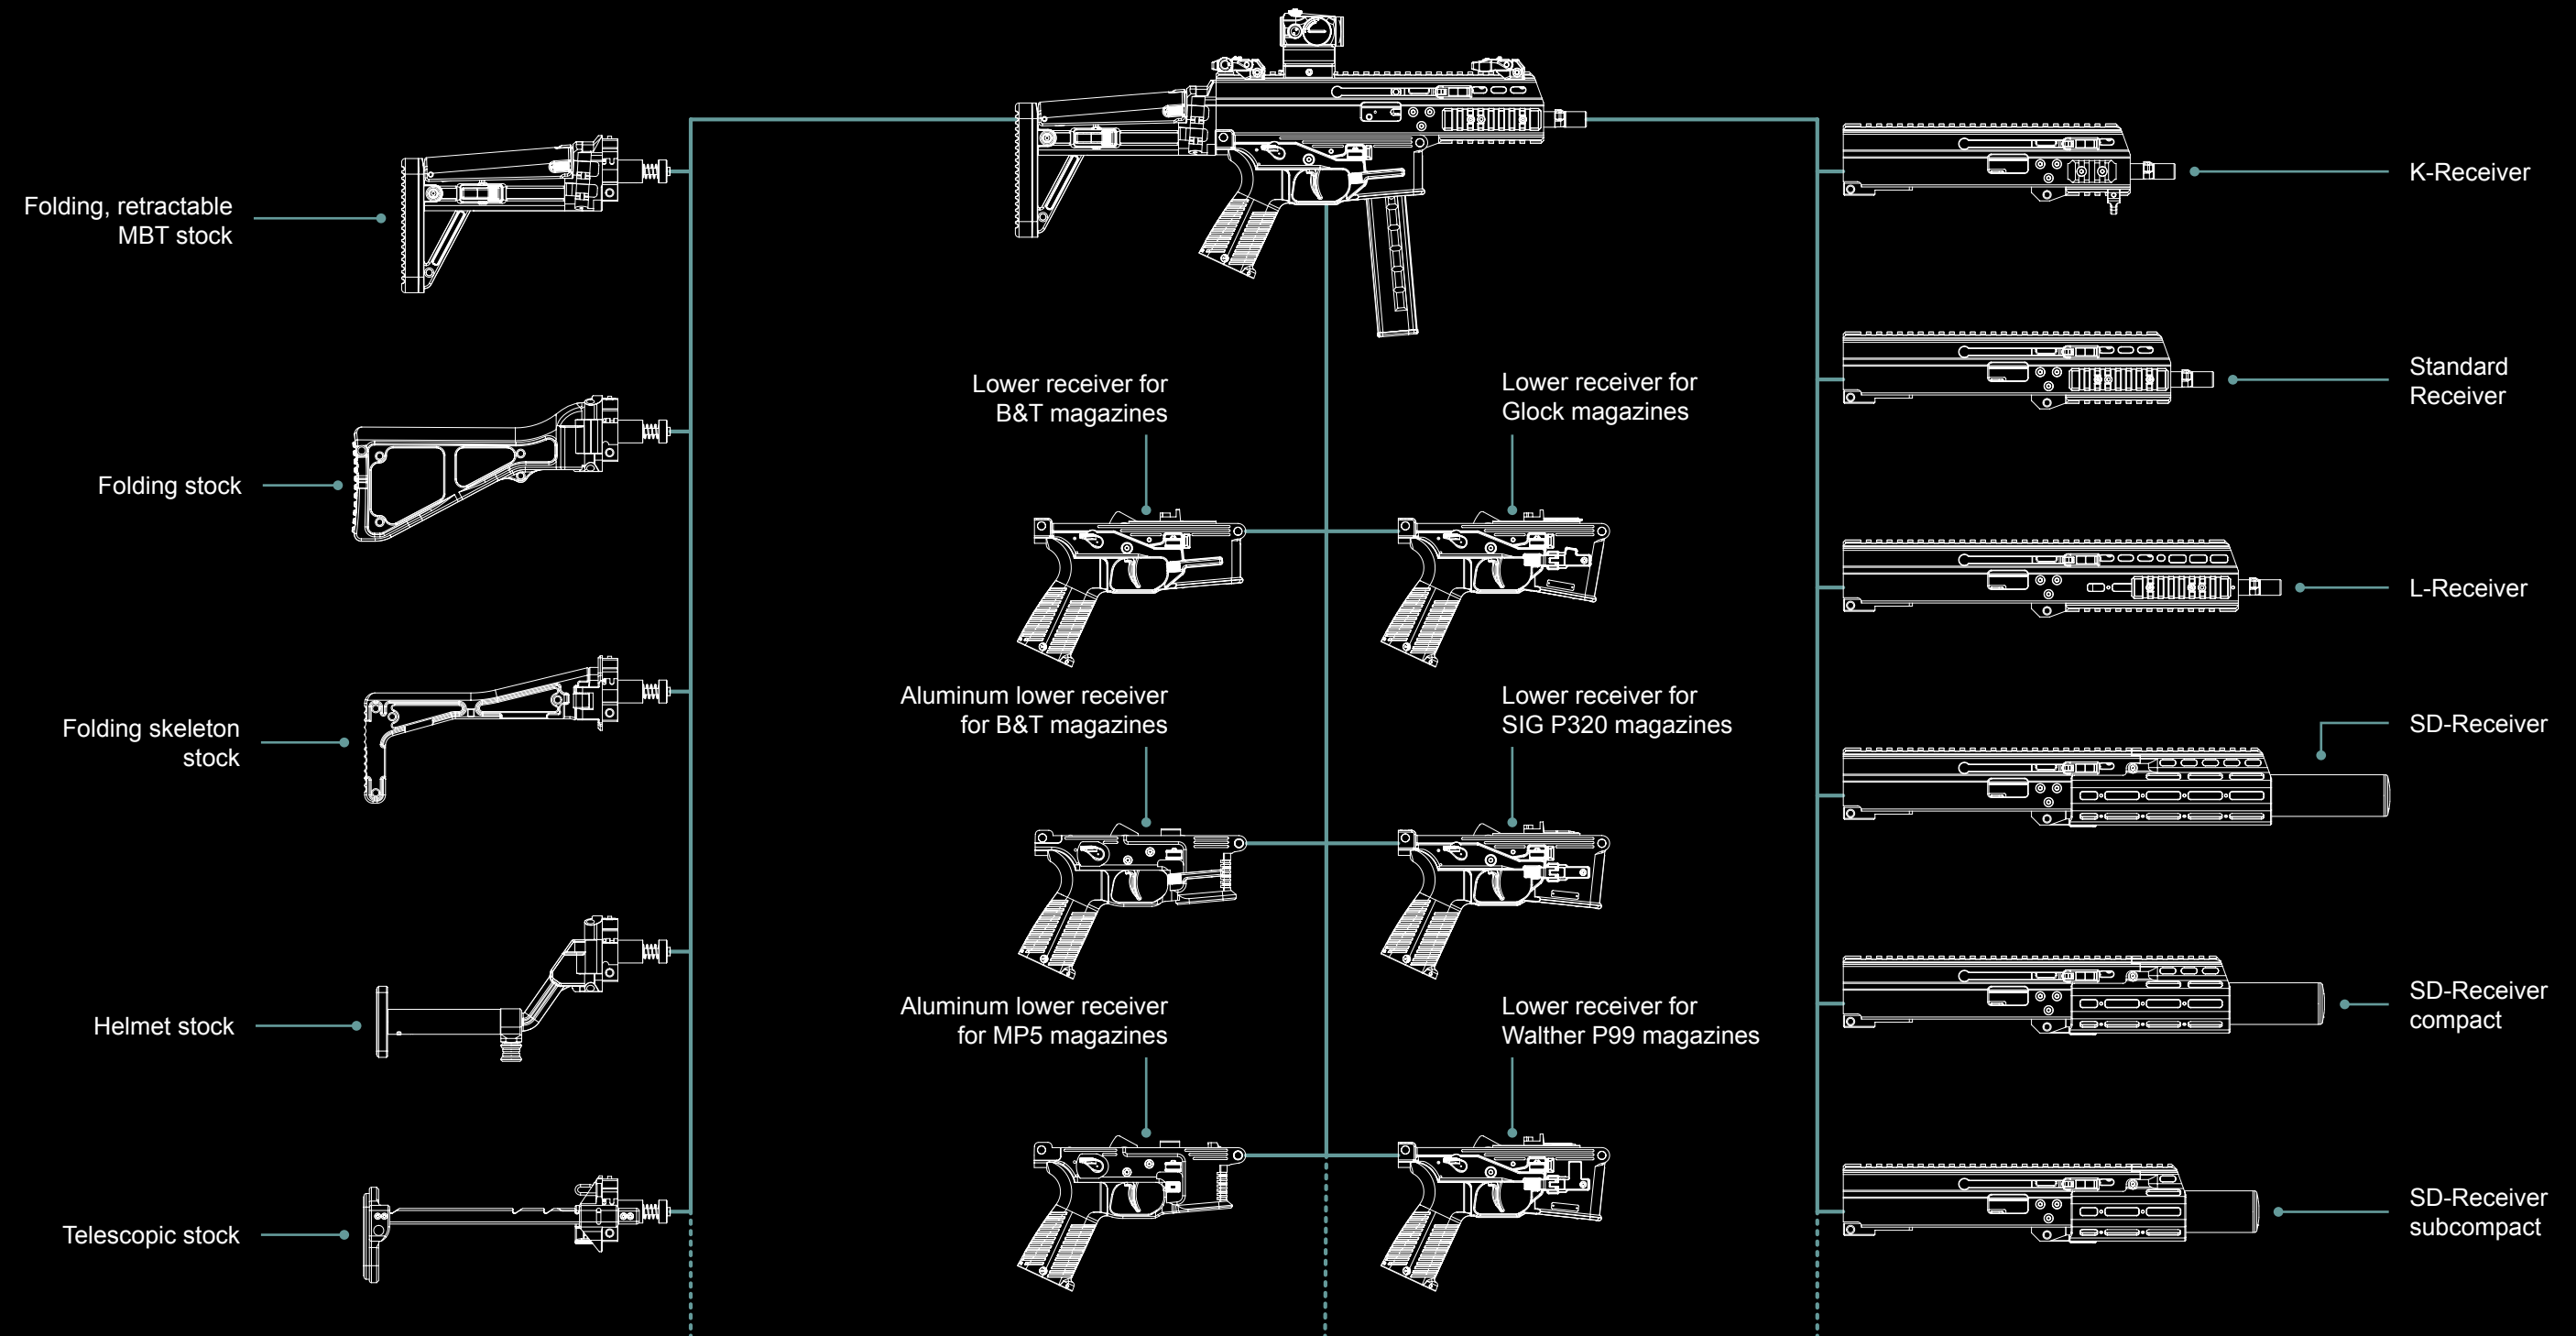 Folding, retractable
MBT stock
Folding stock
Folding skeleton
stock
Helmet stock
Telescopic stock
Lower receiver for
B&T magazines
Lower receiver for
Glock magazines
Aluminum lower receiver
for B&T magazines
Lower receiver for
SIG P320 magazines
Aluminum lower receiver
for MP5 magazines
Lower receiver for
Walther P99 magazines
K-Receiver
Standard
Receiver
L-Receiver
SD-Receiver
SD-Receiver
compact
SD-Receiver
subcompact